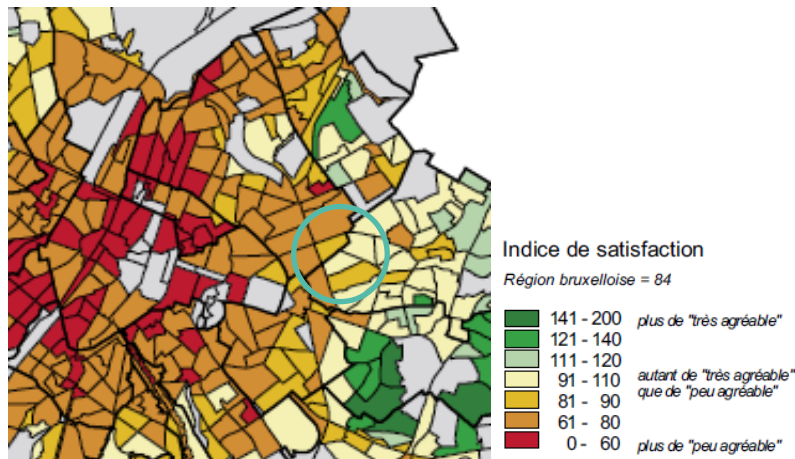 Indice de satisfaction
Région bruxelloise = 84
141 - 200 plus de "très agréable"
121 - 140
111 - 120
91 - 110 autant de "très agréable"
81 - 90 que de "peu agréable"
61 - 80
0 - 60 plus de "peu agréable"